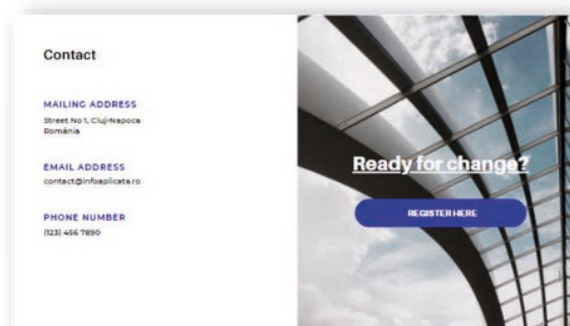 Contact
MAILING ADDRESS
Street No 1, Cluj-Napoca
România
EMAIL ADDRESS
contact@infoaplicata.ro
PHONE NUMBER
(123) 456 7890
Ready for change?
REGISTER HERE